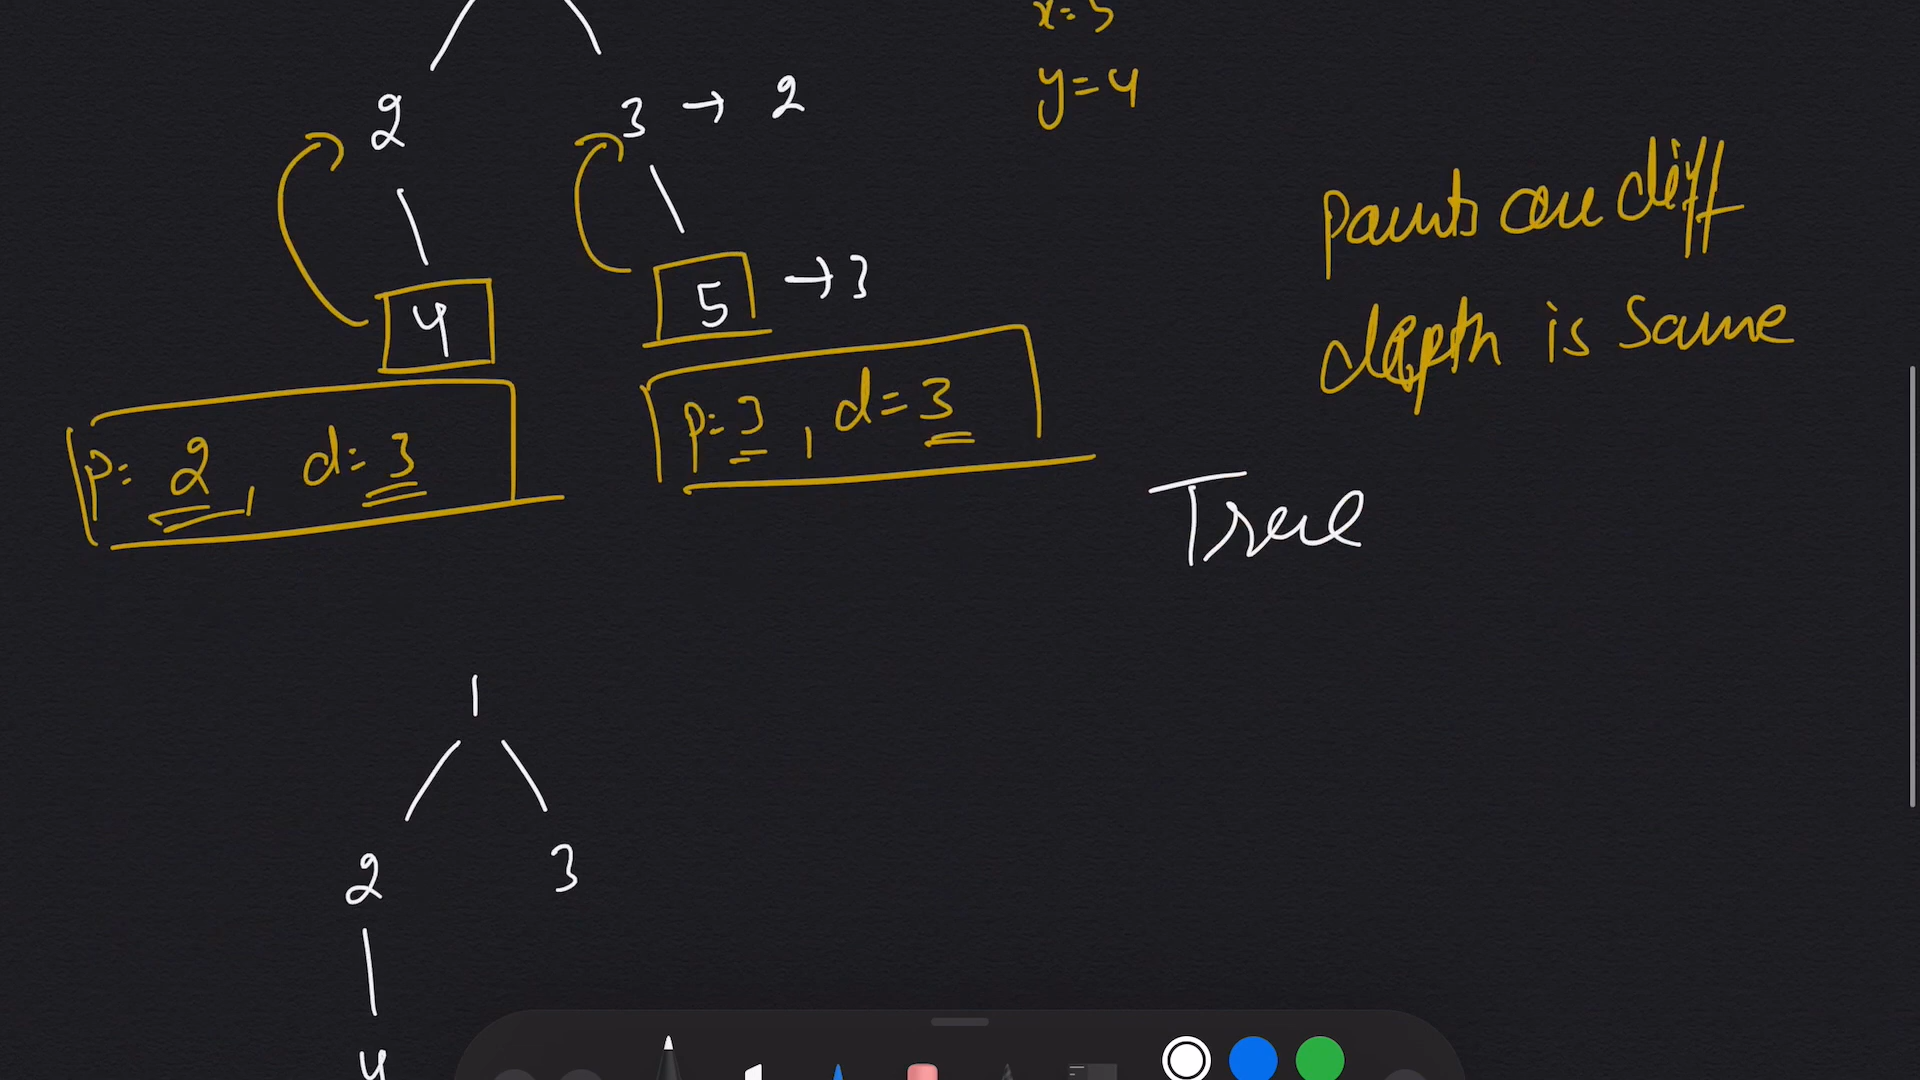 x=5
y=4
2 3 → 2
4 5 → 3
parents are diff
depth is same
p=2, d=3
p=3, d=3
True
1
2 3
4